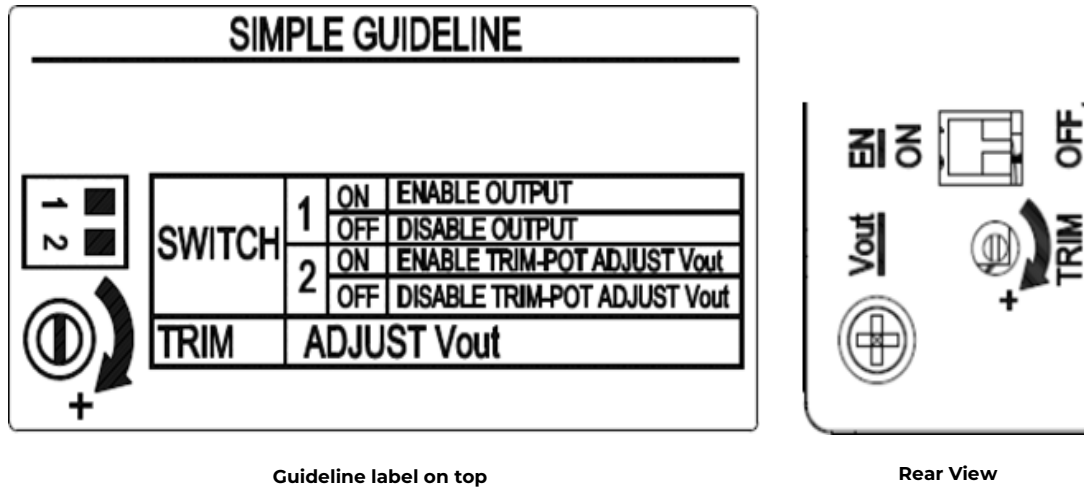 SIMPLE GUIDELINE
1
2
+
SWITCH
1
ON ENABLE OUTPUT
OFF DISABLE OUTPUT
2
ON ENABLE TRIM-POT ADJUST Vout
OFF DISABLE TRIM-POT ADJUST Vout
TRIM ADJUST Vout
EN
ON
OFF
Vout
TRIM
+
Guideline label on top
Rear View